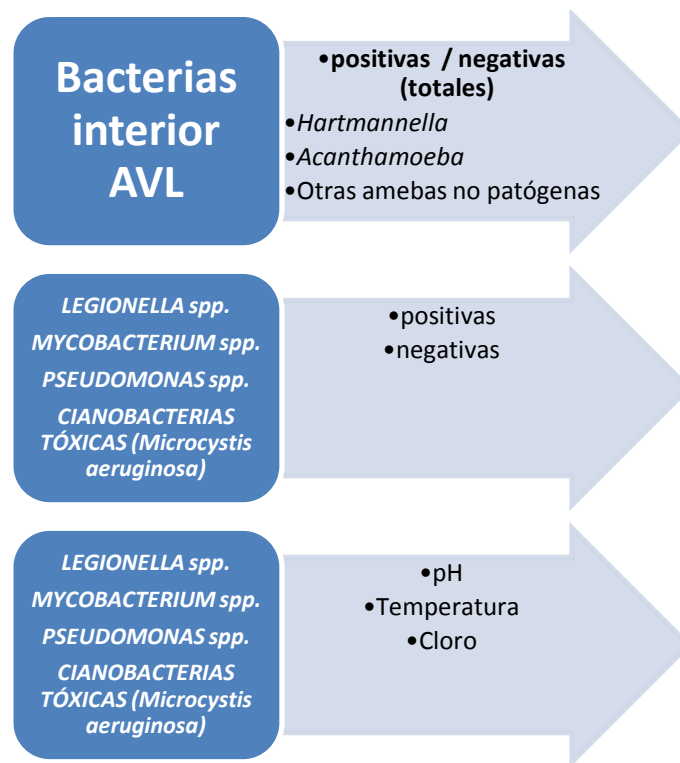 Bacterias
interior
AVL
•positivas / negativas
(totales)
•Hartmannella
•Acanthamoeba
•Otras amebas no patógenas
LEGIONELLA spp.
MYCOBACTERIUM spp.
PSEUDOMONAS spp.
CIANOBACTERIAS
TÓXICAS (Microcystis
aeruginosa)
•positivas
•negativas
LEGIONELLA spp.
MYCOBACTERIUM spp.
PSEUDOMONAS spp.
CIANOBACTERIAS
TÓXICAS (Microcystis
aeruginosa)
•pH
•Temperatura
•Cloro